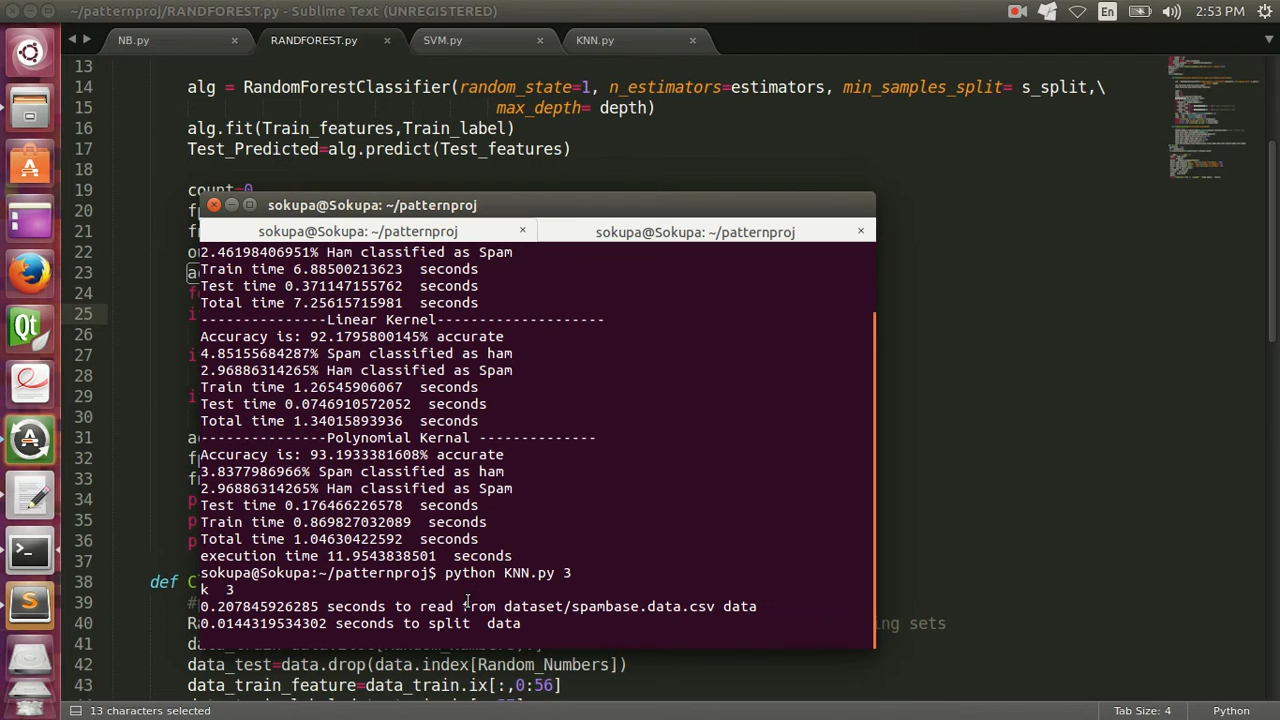 ~/patternproj/RANDFOREST.py - Sublime Text (UNREGISTERED)
En
2:53 PM
NB.py
RANDFOREST.py
SVM.py
KNN.py
13
14 alg = RandomForestClassifier(random_state=1, n_estimators=estimators, min_samples_split= s_split,\
15 max_depth= depth)
16 alg.fit(Train_features,Train_label)
17 Test_Predicted=alg.predict(Test_features)
18
19 count=0
20
21
22
23
24
25
26
27
28
29
30
31
32
33
34
35
36
37
38 def C
39
40
41
42 data_test=data.drop(data.index[Random_Numbers])
43 data_train_feature=data_train.ix[:,0:56]
ing sets
sokupa@Sokupa: ~/patternproj
sokupa@Sokupa: ~/patternproj
sokupa@Sokupa: ~/patternproj
2.46198406951% Ham classified as Spam
Train time 6.88500213623 seconds
Test time 0.371147155762 seconds
Total time 7.25615715981 seconds
---------------Linear Kernel--------------------
Accuracy is: 92.1795800145% accurate
4.85155684287% Spam classified as ham
2.96886314265% Ham classified as Spam
Train time 1.26545906067 seconds
Test time 0.0746910572052 seconds
Total time 1.34015893936 seconds
---------------Polynomial Kernal --------------
Accuracy is: 93.1933381608% accurate
3.8377986966% Spam classified as ham
2.96886314265% Ham classified as Spam
Test time 0.176466226578 seconds
Train time 0.869827032089 seconds
Total time 1.04630422592 seconds
execution time 11.9543838501 seconds
sokupa@Sokupa:~/patternproj$ python KNN.py 3
k 3
0.207845926285 seconds to read from dataset/spambase.data.csv data
0.0144319534302 seconds to split data
13 characters selected
Tab Size: 4
Python